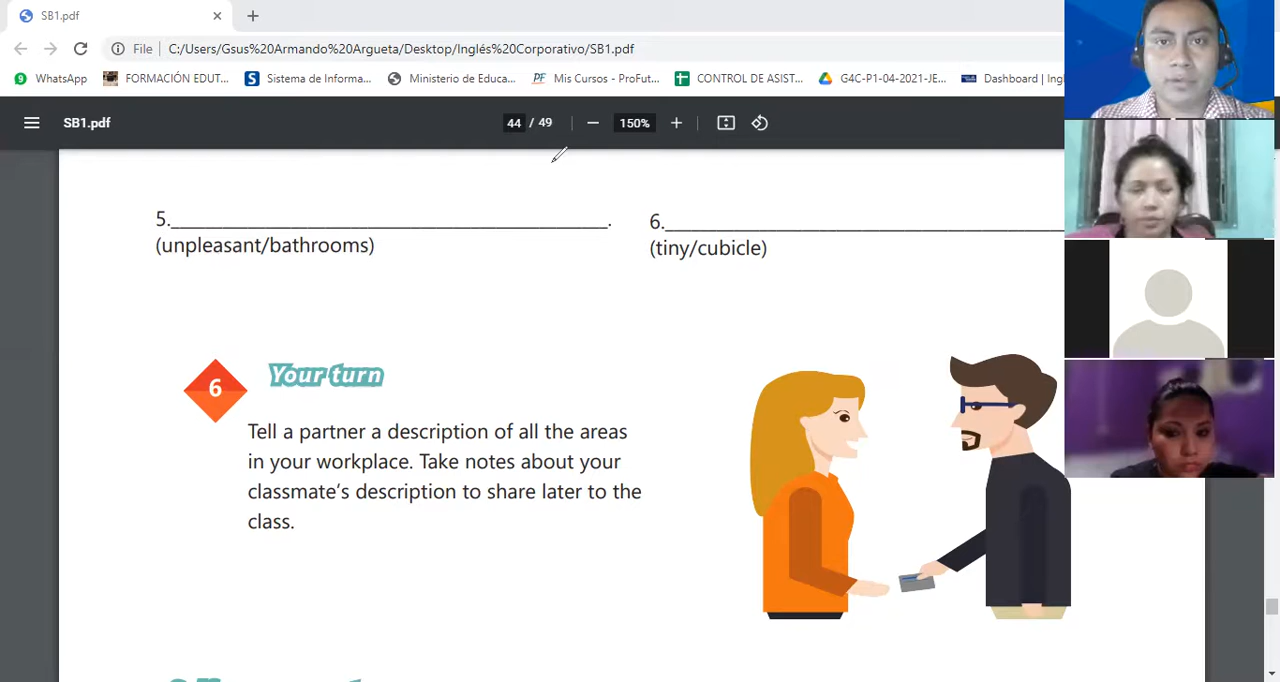 SB1.pdf
File C:/Users/Gsus%20Armando%20Argueta/Desktop/Inglés%20Corporativo/SB1.pdf
WhatsApp FORMACIÓN EDUT... Sistema de Informa... Ministerio de Educa... Mis Cursos - ProFut... CONTROL DE ASIST... G4C-P1-04-2021-JE... Dashboard | Ingl
SB1.pdf 44 / 49 150%
5.____________________________________.
6.____________________________________
(unpleasant/bathrooms)
(tiny/cubicle)
6
Your turn
Tell a partner a description of all the areas
in your workplace. Take notes about your
classmate's description to share later to the
class.